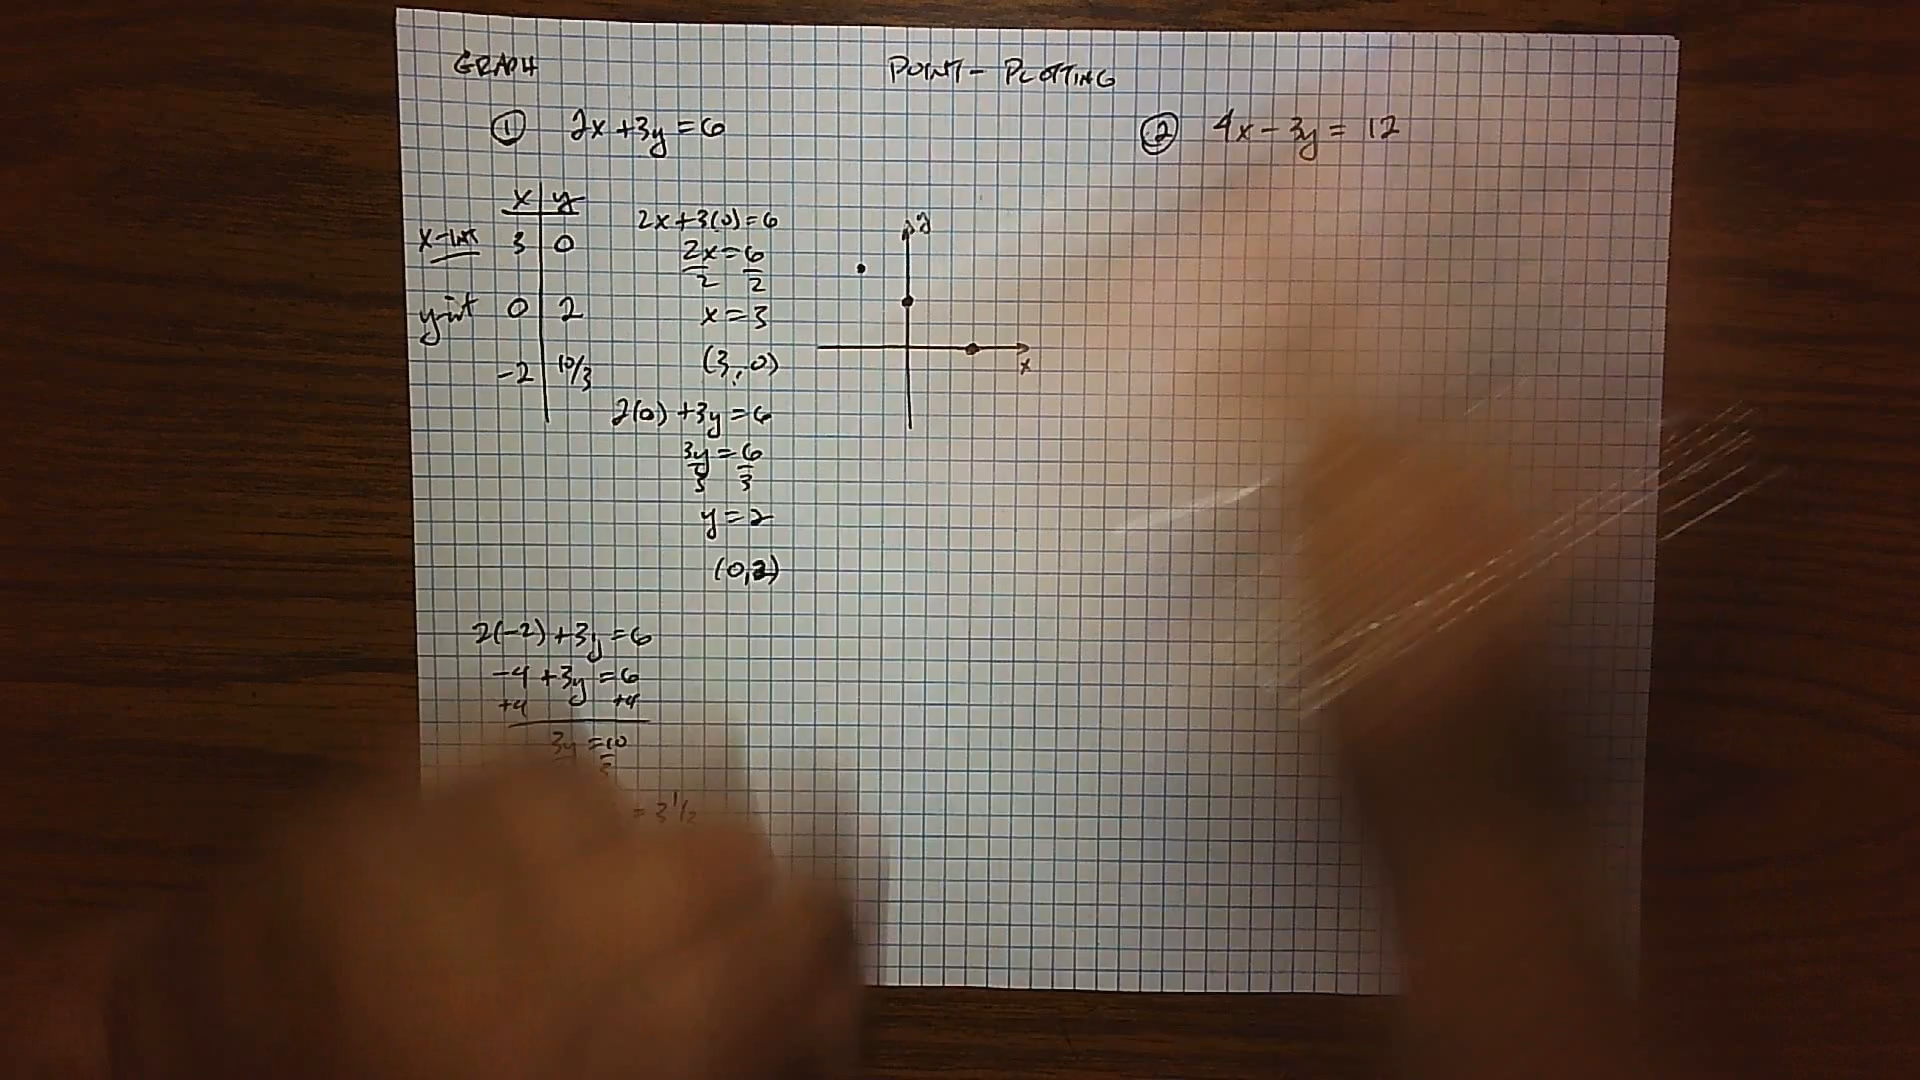 GRAPH
POINT-PLOTTING
① 2x+3y=6
② 4x-3y=12
x | y
x-int 3 | 0
y-int 0 | 2
-2 | 10/3
2x+3(0)=6
2x=6
2 2
x=3
(3,0)
2(0)+3y=6
3y=6
3 3
y=2
(0,2)
y
x
2(-2)+3y=6
-4+3y=6
+4 +4
3y=10
3
=3 1/2